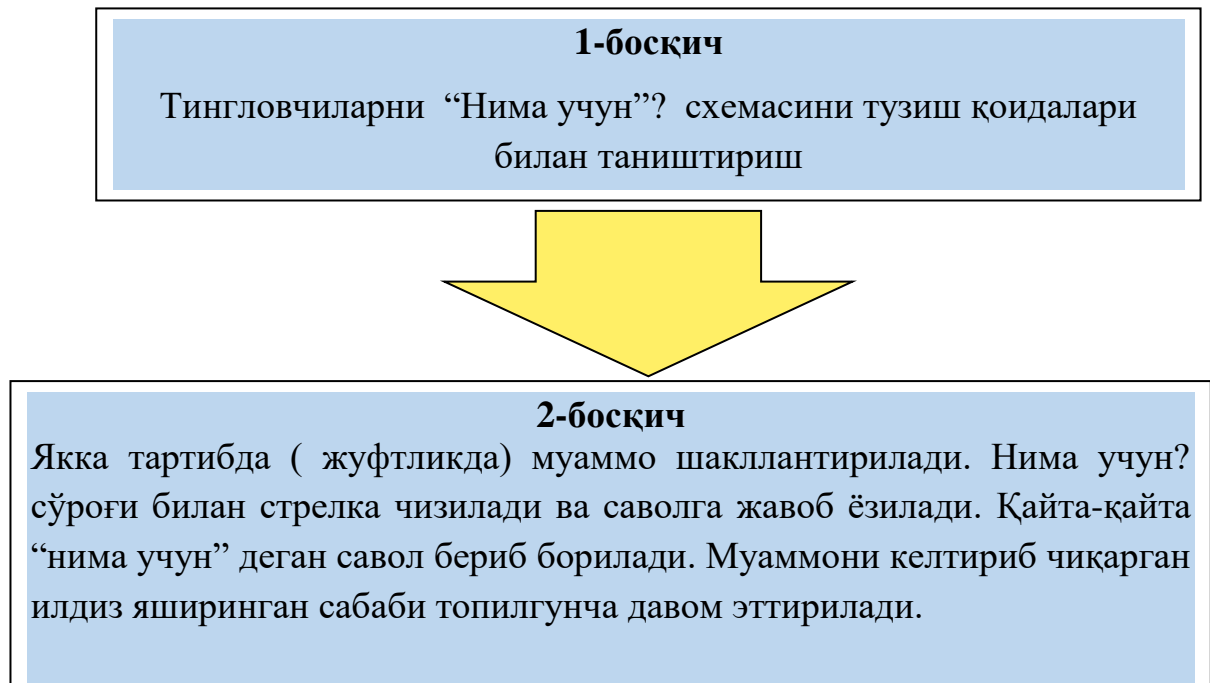 1-босқич
Тингловчиларни “Нима учун”? схемасини тузиш қоидалари
билан таништириш
2-босқич
Якка тартибда ( жуфтликда) муаммо шакллантирилади. Нима учун?
сўроғи билан стрелка чизилади ва саволга жавоб ёзилади. Қайта-қайта
“нима учун” деган савол бериб борилади. Муаммони келтириб чиқарган
илдиз яширинган сабаби топилгунча давом эттирилади.